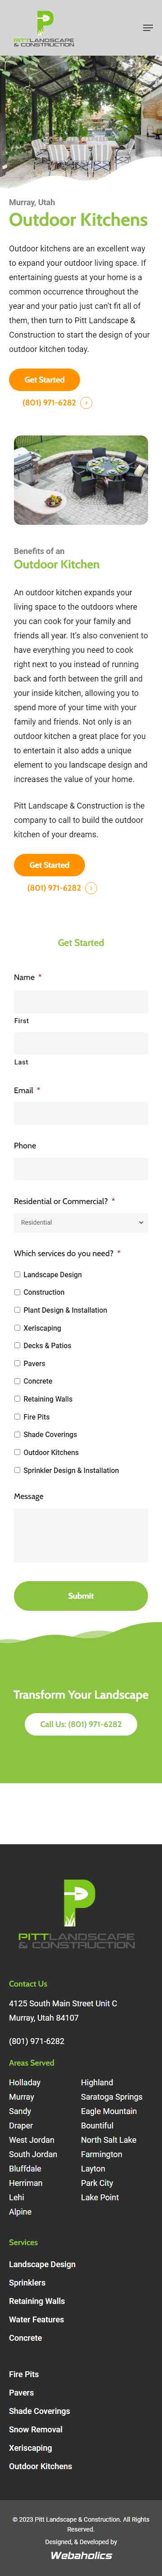 PITTLANDSCAPE
& CONSTRUCTION
Murray, Utah
Outdoor Kitchens
Outdoor kitchens are an excellent way
to expand your outdoor living space. If
entertaining guests at your home is a
common occurrence throughout the
year and your patio just can't fit all of
them, then turn to Pitt Landscape &
Construction to start the design of your
outdoor kitchen today.
Get Started
(801) 971-6282
Benefits of an
Outdoor Kitchen
An outdoor kitchen expands your
living space to the outdoors where
you can cook for your family and
friends all year. It's also convenient to
have everything you need to cook
right next to you instead of running
back and forth between the grill and
your inside kitchen, allowing you to
spend more of your time with your
family and friends. Not only is an
outdoor kitchen a great place for you
to entertain it also adds a unique
element to you landscape design and
increases the value of your home.
Pitt Landscape & Construction is the
company to call to build the outdoor
kitchen of your dreams.
Get Started
(801) 971-6282
Get Started
Name *
First
Last
Email *
Phone
Residential or Commercial? *
Residential
Which services do you need? *
Landscape Design
Construction
Plant Design & Installation
Xeriscaping
Decks & Patios
Pavers
Concrete
Retaining Walls
Fire Pits
Shade Coverings
Outdoor Kitchens
Sprinkler Design & Installation
Message
Submit
Transform Your Landscape
Call Us: (801) 971-6282
PITTLANDSCAPE
& CONSTRUCTION
Contact Us
4125 South Main Street Unit C
Murray, Utah 84107
(801) 971-6282
Areas Served
Holladay
Murray
Sandy
Draper
West Jordan
South Jordan
Bluffdale
Herriman
Lehi
Alpine
Highland
Saratoga Springs
Eagle Mountain
Bountiful
North Salt Lake
Farmington
Layton
Park City
Lake Point
Services
Landscape Design
Sprinklers
Retaining Walls
Water Features
Concrete
Fire Pits
Pavers
Shade Coverings
Snow Removal
Xeriscaping
Outdoor Kitchens
© 2023 Pitt Landscape & Construction. All Rights
Reserved.
Designed, & Developed by
Webaholics